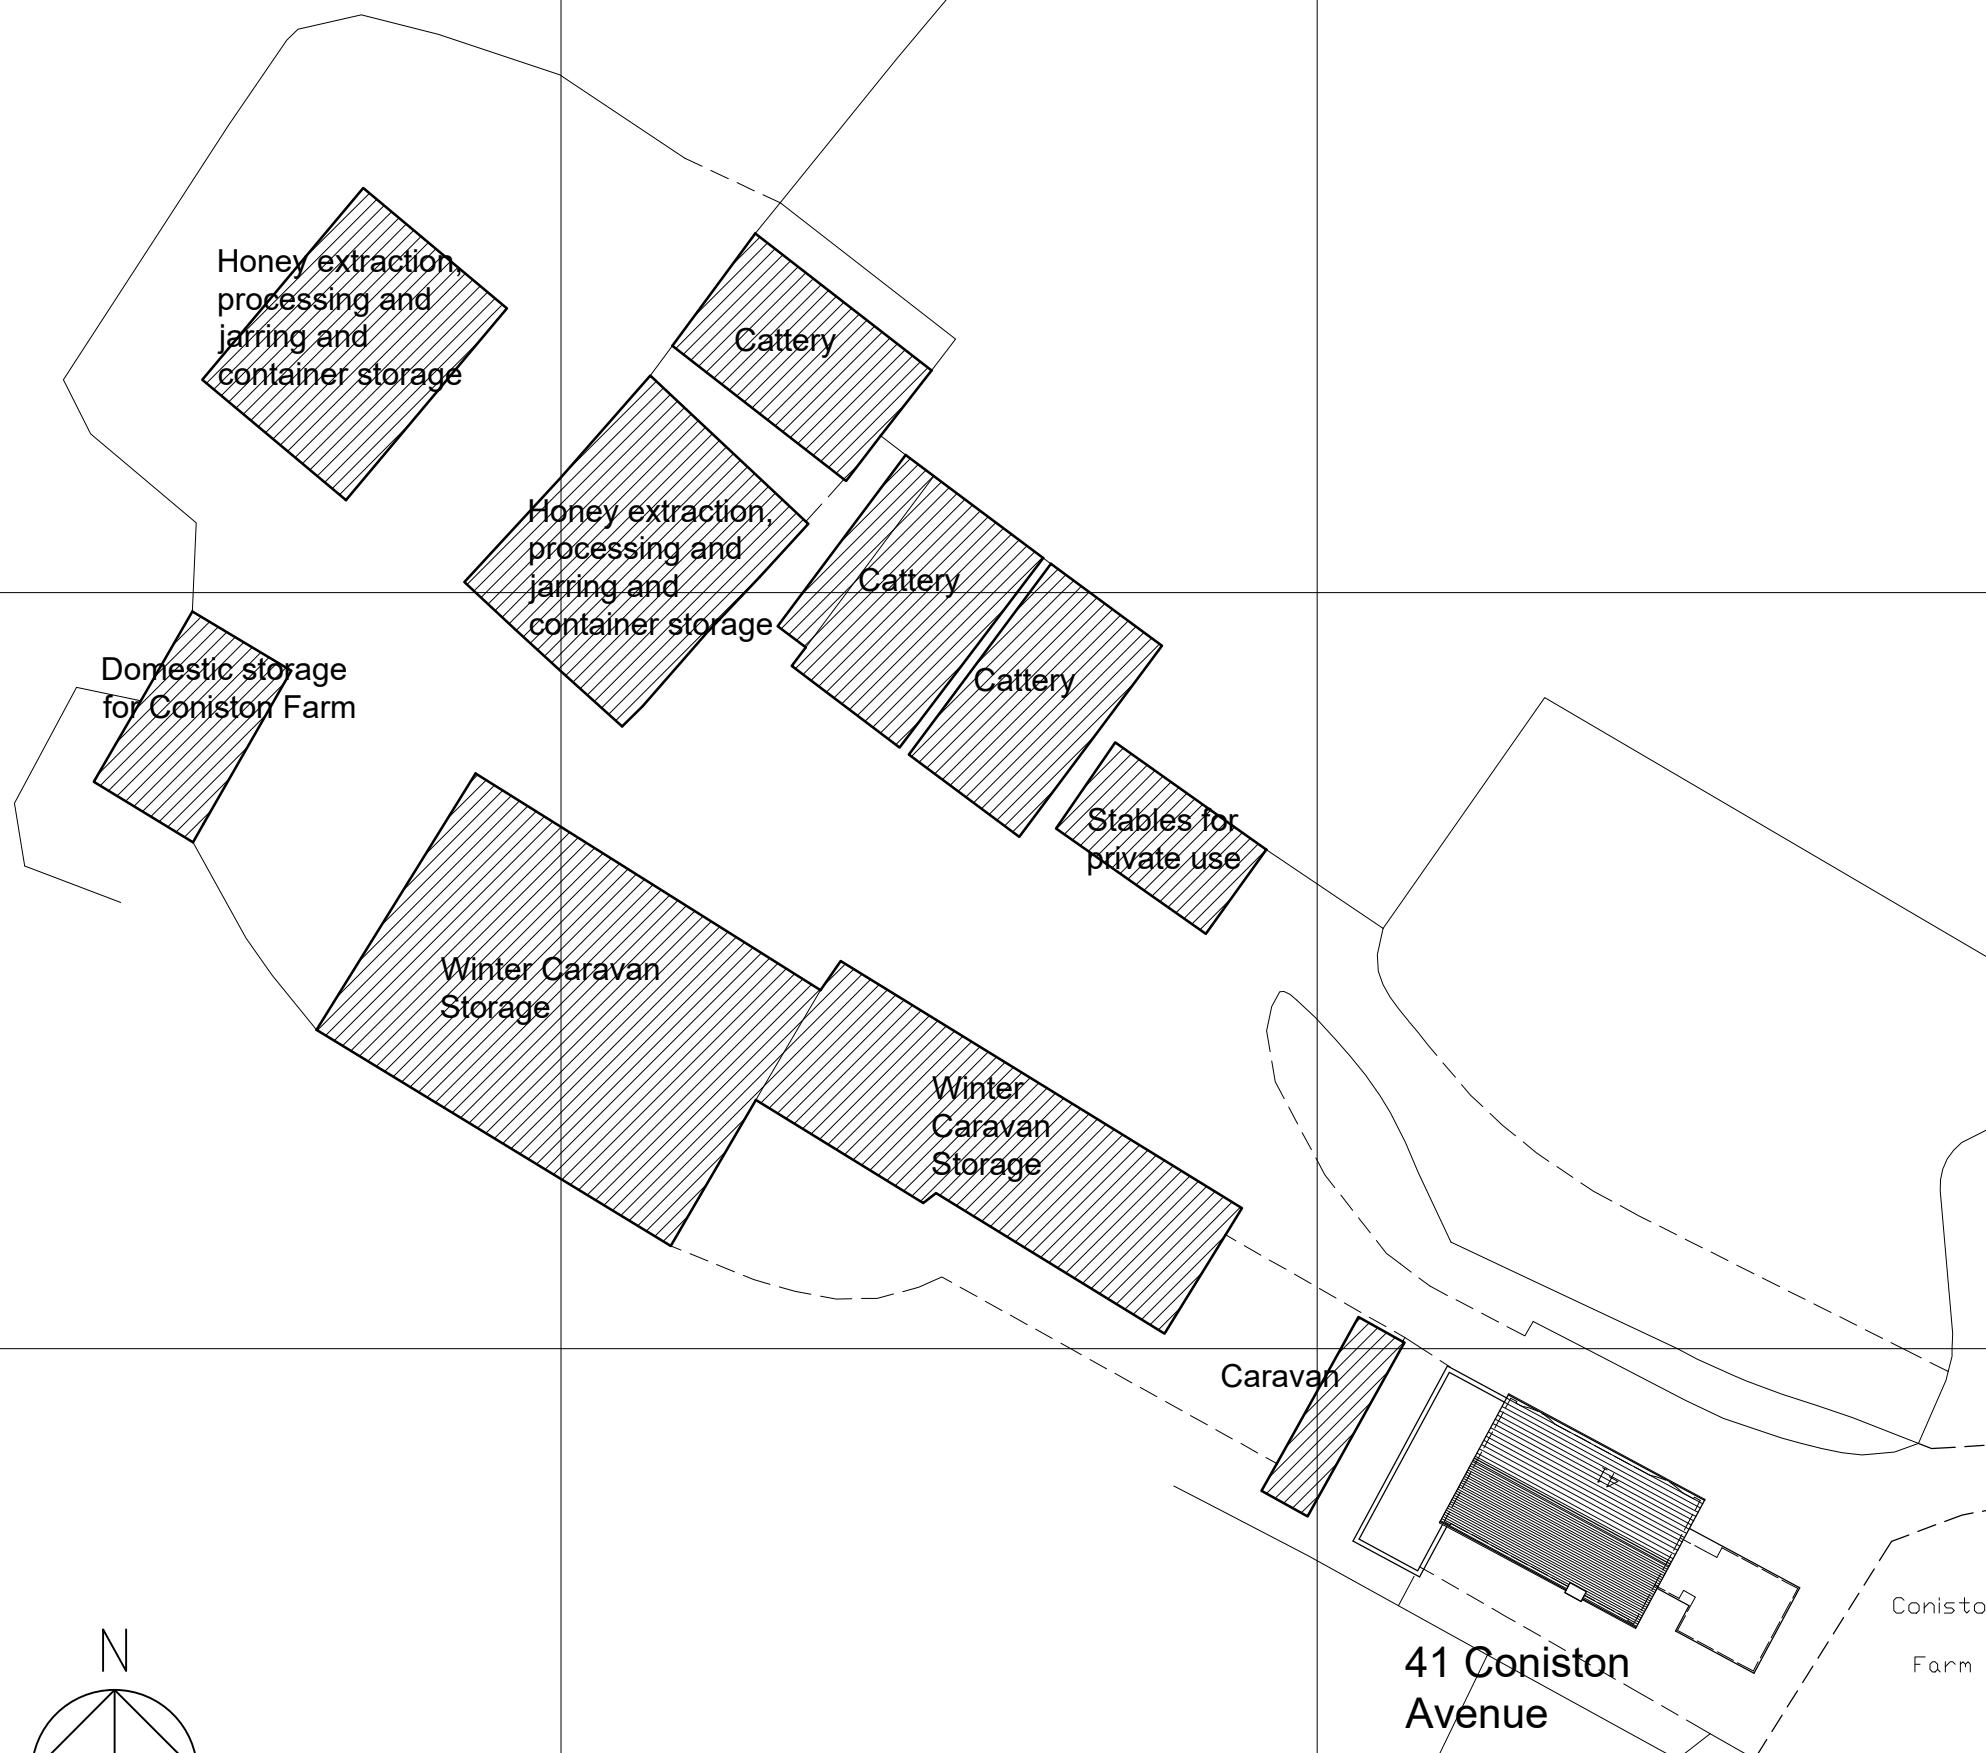 Honey extraction,
processing and
jarring and
container storage
Cattery
Honey extraction,
processing and
jarring and
container storage
Cattery
Cattery
Domestic storage
for Coniston Farm
Stables for
private use
Winter Caravan
Storage
Winter
Caravan
Storage
Caravan
41 Coniston
Avenue
Conisto
Farm
N